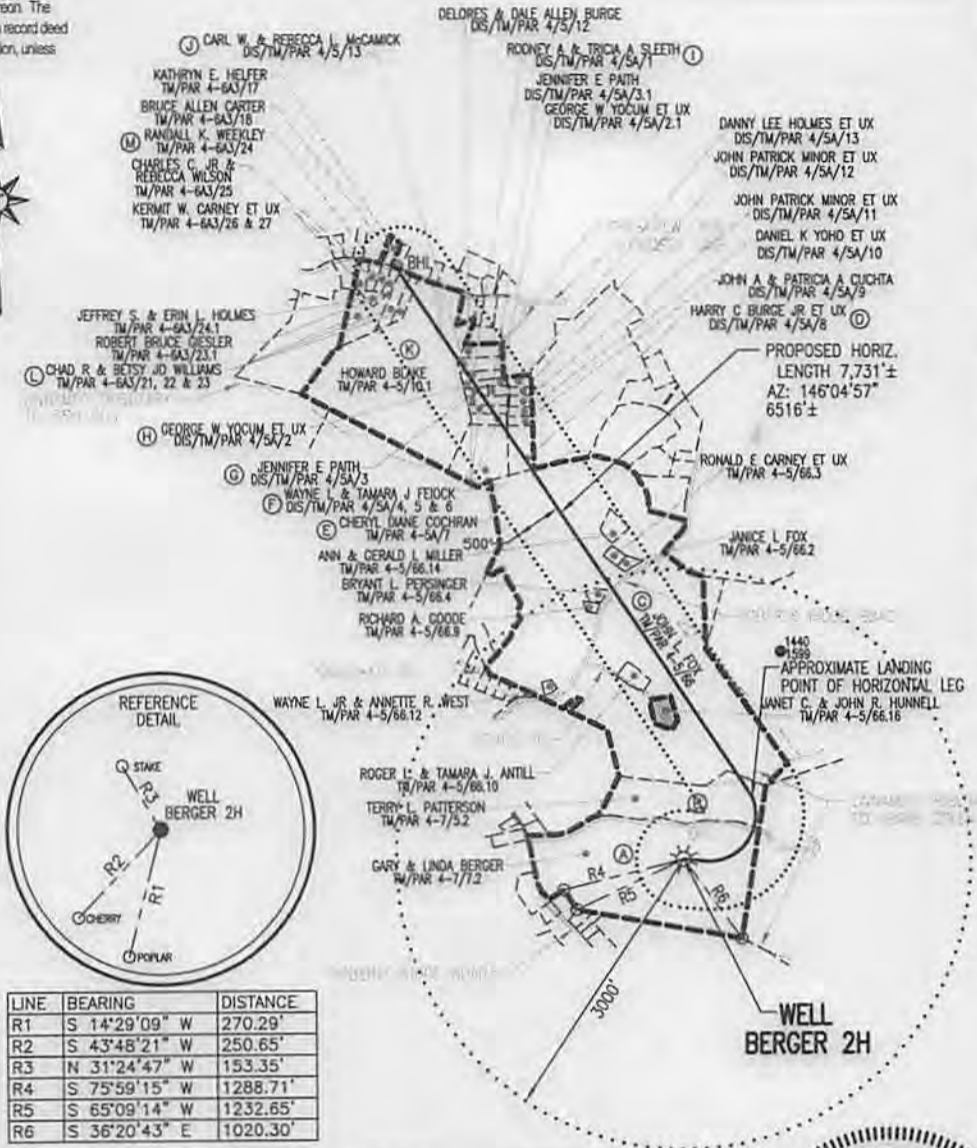 reon. The
record deed
ion, unless
DELORES & DALE ALLEN BURGE
DIS/TM/PAR 4/5/12
J CARL W. & REBECCA L. McCAMICK
DIS/TM/PAR 4/5/13
RODNEY A & TRICIA A SLEETH I
DIS/TM/PAR 4/5A/1
JENNIFER E PAITH
DIS/TM/PAR 4/5A/3.1
GEORGE W YOCUM ET UX
DIS/TM/PAR 4/5A/2.1
KATHRYN E. HELFER
TM/PAR 4-6A3/17
BRUCE ALLEN CARTER
TM/PAR 4-6A3/18
M RANDALL K. WEEKLEY
TM/PAR 4-6A3/24
CHARLES C. JR &
REBECCA WILSON
TM/PAR 4-6A3/25
KERMIT W. CARNEY ET UX
TM/PAR 4-6A3/26 & 27
DANNY LEE HOLMES ET UX
DIS/TM/PAR 4/5A/13
JOHN PATRICK MINOR ET UX
DIS/TM/PAR 4/5A/12
JOHN PATRICK MINOR ET UX
DIS/TM/PAR 4/5A/11
DANIEL K YOHO ET UX
DIS/TM/PAR 4/5A/10
JOHN A & PATRICIA A CUCHTA
DIS/TM/PAR 4/5A/9
HARRY C BURGE JR ET UX
DIS/TM/PAR 4/5A/8 O
BHL
JEFFREY S. & ERIN L. HOLMES
TM/PAR 4-6A3/24.1
ROBERT BRUCE GIESLER
TM/PAR 4-6A3/23.1
L CHAD R & BETSY JO WILLIAMS
TM/PAR 4-6A3/21, 22 & 23
K
HOWARD BLAKE
TM/PAR 4-5/10.1
PROPOSED HORIZ.
LENGTH 7,731'±
AZ: 146°04'57"
6516'±
H GEORGE W. YOCUM ET UX
DIS/TM/PAR 4/5A/2
G JENNIFER E PAITH
DIS/TM/PAR 4/5A/3
F WAYNE L & TAMARA J FEIOCK
DIS/TM/PAR 4/5A/4, 5 & 6
E CHERYL DIANE COCHRAN
TM/PAR 4-5A/7
500'
RONALD E CARNEY ET UX
TM/PAR 4-5/66.3
JANICE L FOX
TM/PAR 4-5/66.2
ANN & GERALD L MILLER
TM/PAR 4-5/66.14
BRYANT L. PERSINGER
TM/PAR 4-5/66.4
RICHARD A. GOODE
TM/PAR 4-5/66.9
C
JOHN L FOX
TM/PAR 4-5/66
1440
1599
APPROXIMATE LANDING
POINT OF HORIZONTAL LEG
JANET C. & JOHN R. HUNNELL
TM/PAR 4-5/66.16
WAYNE L. JR & ANNETTE R. WEST
TM/PAR 4-5/66.12
ROGER L. & TAMARA J. ANTILL
TM/PAR 4-5/66.10
TERRY L. PATTERSON
TM/PAR 4-7/5.2
B
A
GARY & LINDA BERGER
TM/PAR 4-7/7.2
R4
R5
R6
3000'
WELL
BERGER 2H
REFERENCE
DETAIL
STAKE
R3
WELL
BERGER 2H
R2
R1
CHERRY
POPLAR
LINE BEARING DISTANCE
R1 S 14°29'09" W 270.29'
R2 S 43°48'21" W 250.65'
R3 N 31°24'47" W 153.35'
R4 S 75°59'15" W 1288.71'
R5 S 65°09'14" W 1232.65'
R6 S 36°20'43" E 1020.30'